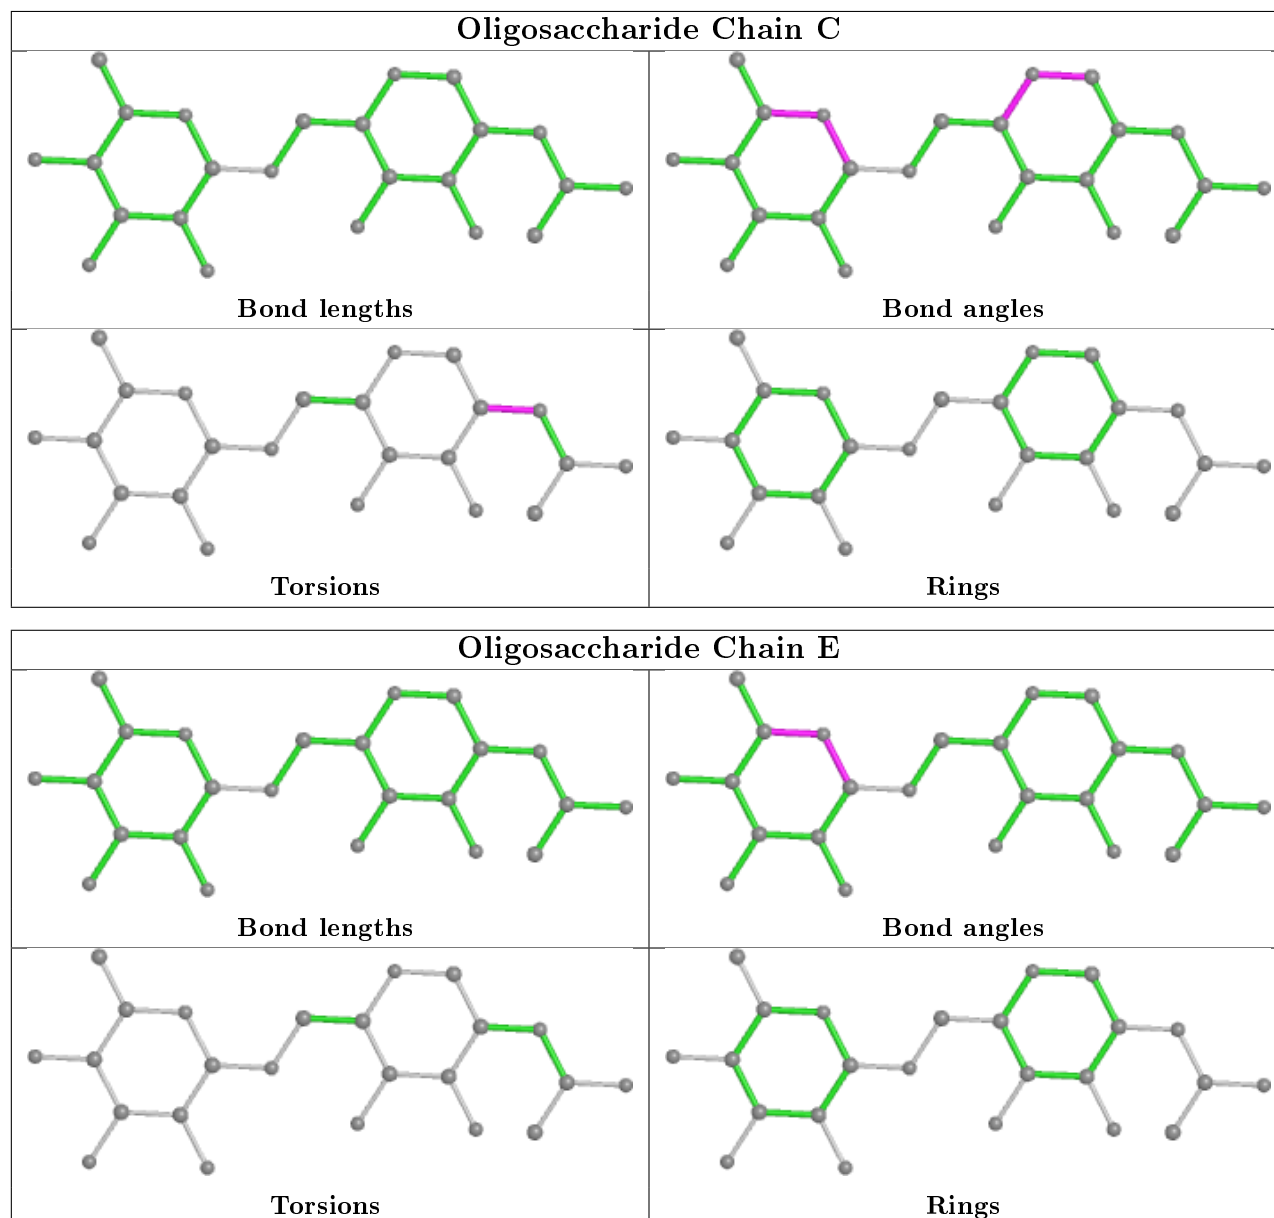 Oligosaccharide Chain C
Bond lengths
Bond angles
Torsions
Rings
Oligosaccharide Chain E
Bond lengths
Bond angles
Torsions
Rings